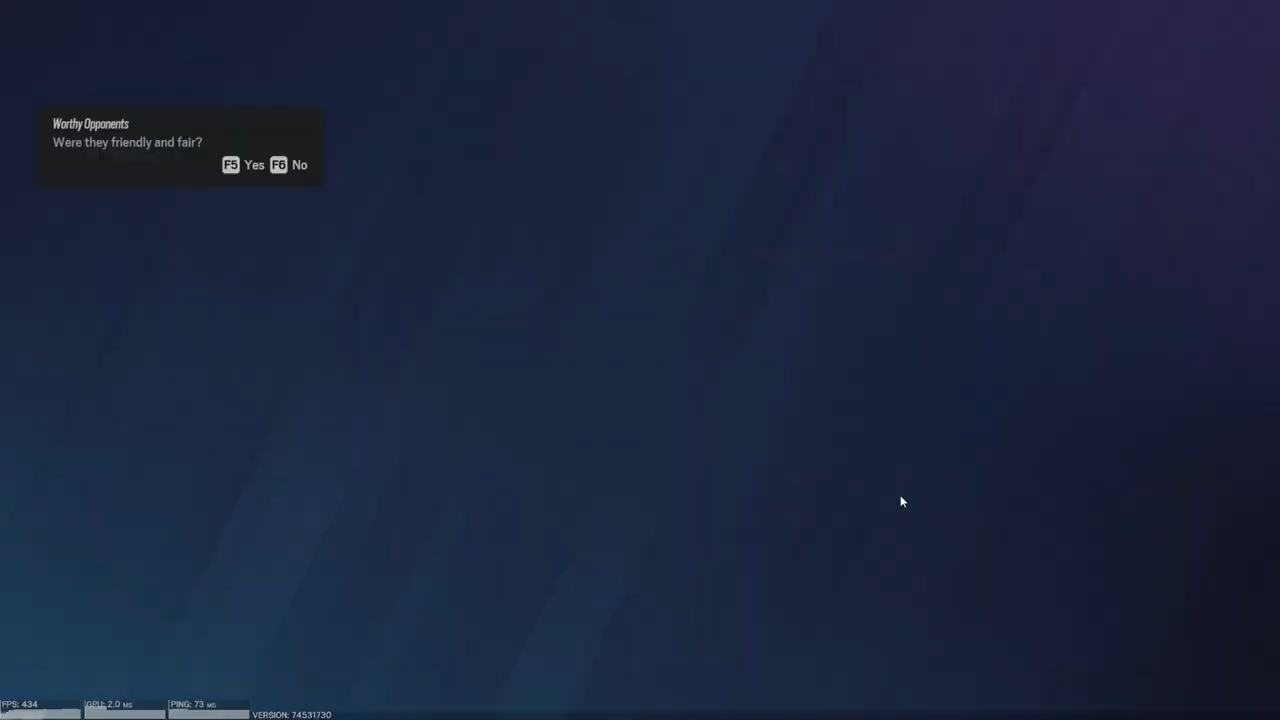 Worthy Opponents
Were they friendly and fair?
F5 Yes F6 No
FPS: 434 GPU: 2.0 MS PING: 73 MS VERSION: 74531730